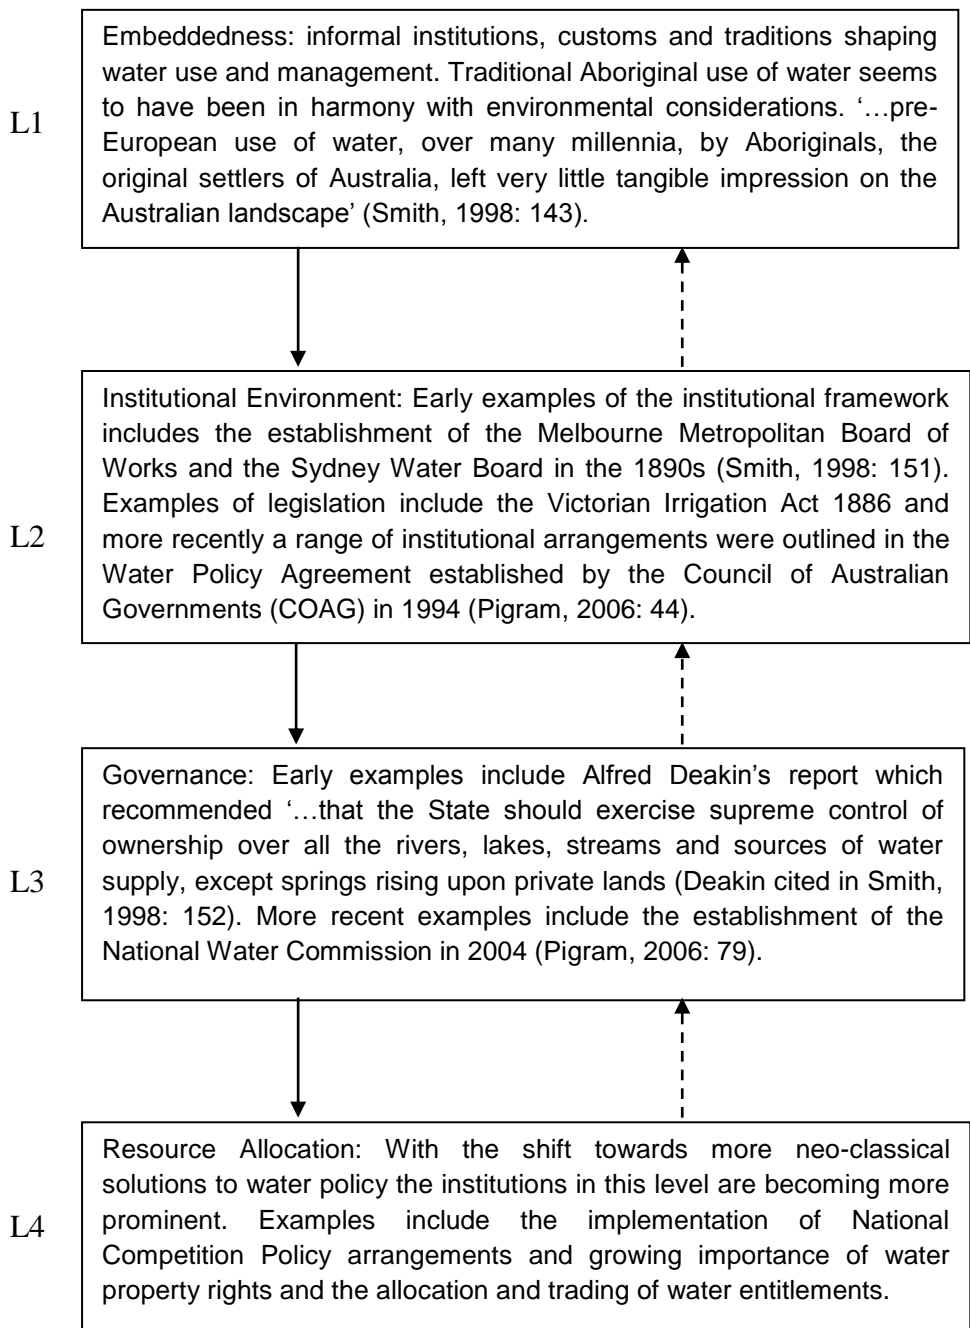 L1
Embeddedness: informal institutions, customs and traditions shaping
water use and management. Traditional Aboriginal use of water seems
to have been in harmony with environmental considerations. ‘…pre-
European use of water, over many millennia, by Aboriginals, the
original settlers of Australia, left very little tangible impression on the
Australian landscape’ (Smith, 1998: 143).
L2
Institutional Environment: Early examples of the institutional framework
includes the establishment of the Melbourne Metropolitan Board of
Works and the Sydney Water Board in the 1890s (Smith, 1998: 151).
Examples of legislation include the Victorian Irrigation Act 1886 and
more recently a range of institutional arrangements were outlined in the
Water Policy Agreement established by the Council of Australian
Governments (COAG) in 1994 (Pigram, 2006: 44).
L3
Governance: Early examples include Alfred Deakin’s report which
recommended ‘…that the State should exercise supreme control of
ownership over all the rivers, lakes, streams and sources of water
supply, except springs rising upon private lands (Deakin cited in Smith,
1998: 152). More recent examples include the establishment of the
National Water Commission in 2004 (Pigram, 2006: 79).
L4
Resource Allocation: With the shift towards more neo-classical
solutions to water policy the institutions in this level are becoming more
prominent. Examples include the implementation of National
Competition Policy arrangements and growing importance of water
property rights and the allocation and trading of water entitlements.